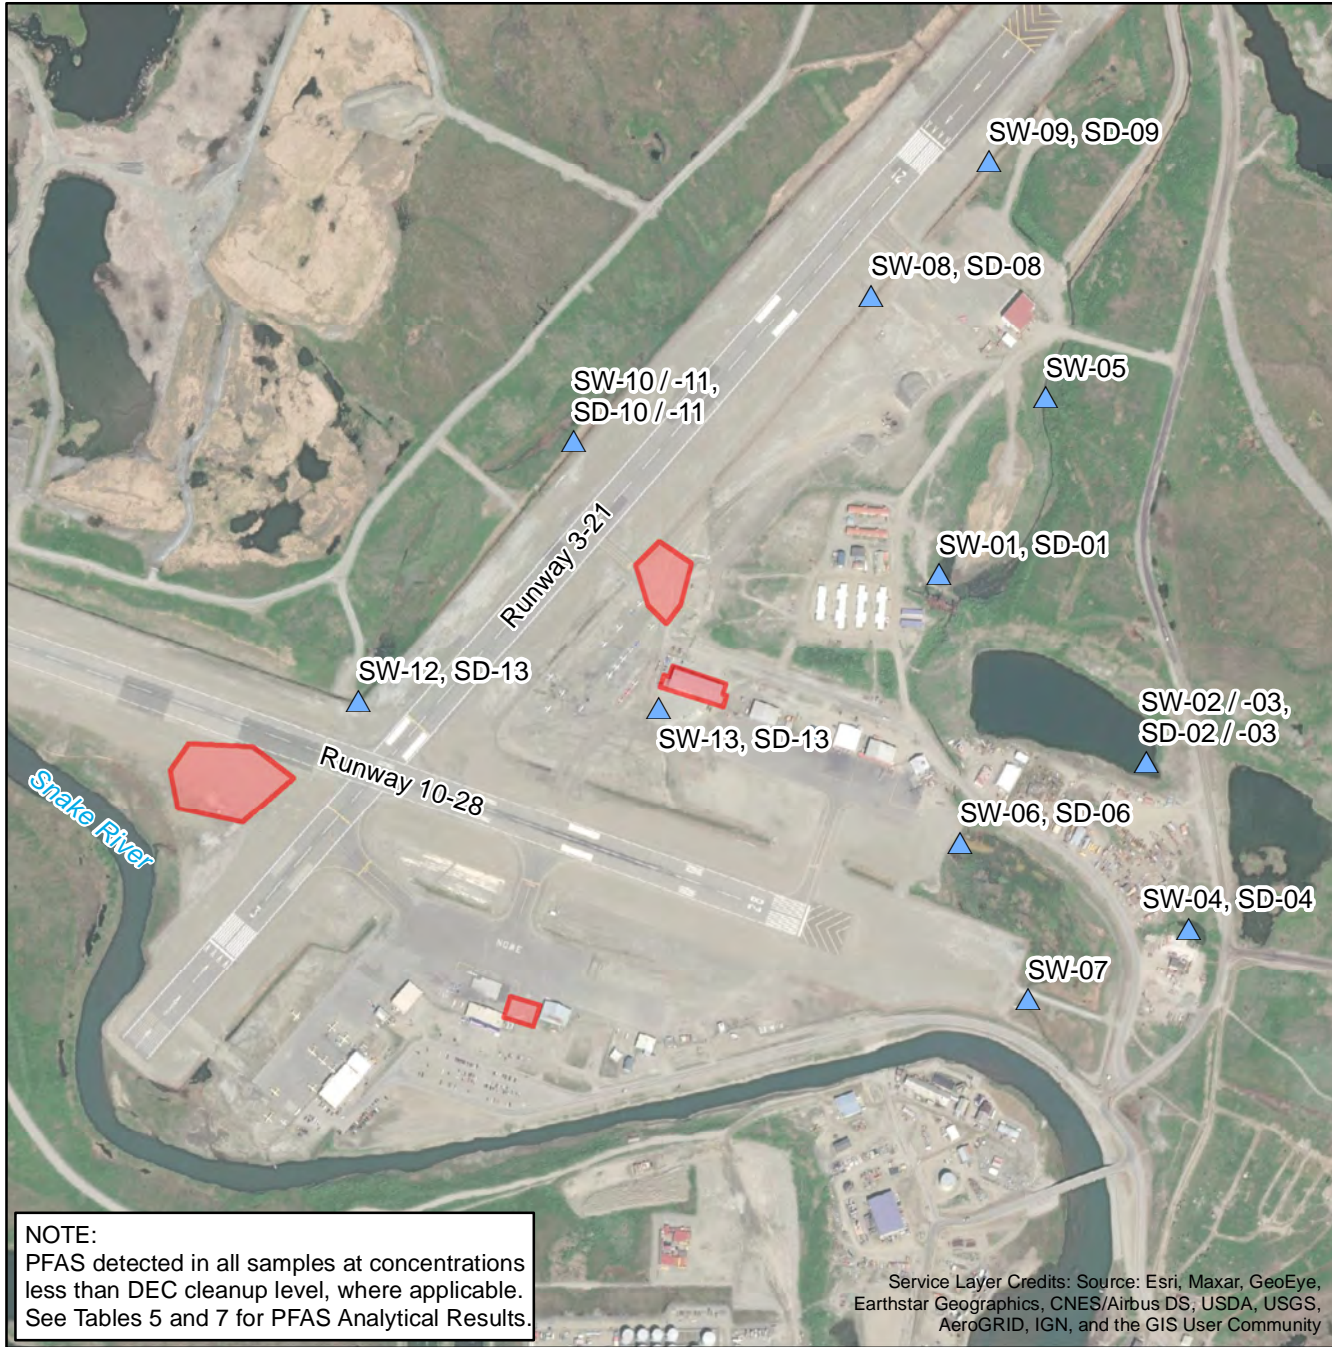 SW-09, SD-09
SW-08, SD-08
SW-05
SW-10 / -11,
SD-10 / -11
Runway 3-21
SW-01, SD-01
SW-12, SD-13
SW-13, SD-13
SW-02 / -03,
SD-02 / -03
Runway 10-28
Snake River
SW-06, SD-06
SW-04, SD-04
SW-07
NOME
21
3
28
NOTE:
PFAS detected in all samples at concentrations
less than DEC cleanup level, where applicable.
See Tables 5 and 7 for PFAS Analytical Results.
Service Layer Credits: Source: Esri, Maxar, GeoEye,
Earthstar Geographics, CNES/Airbus DS, USDA, USGS,
AeroGRID, IGN, and the GIS User Community